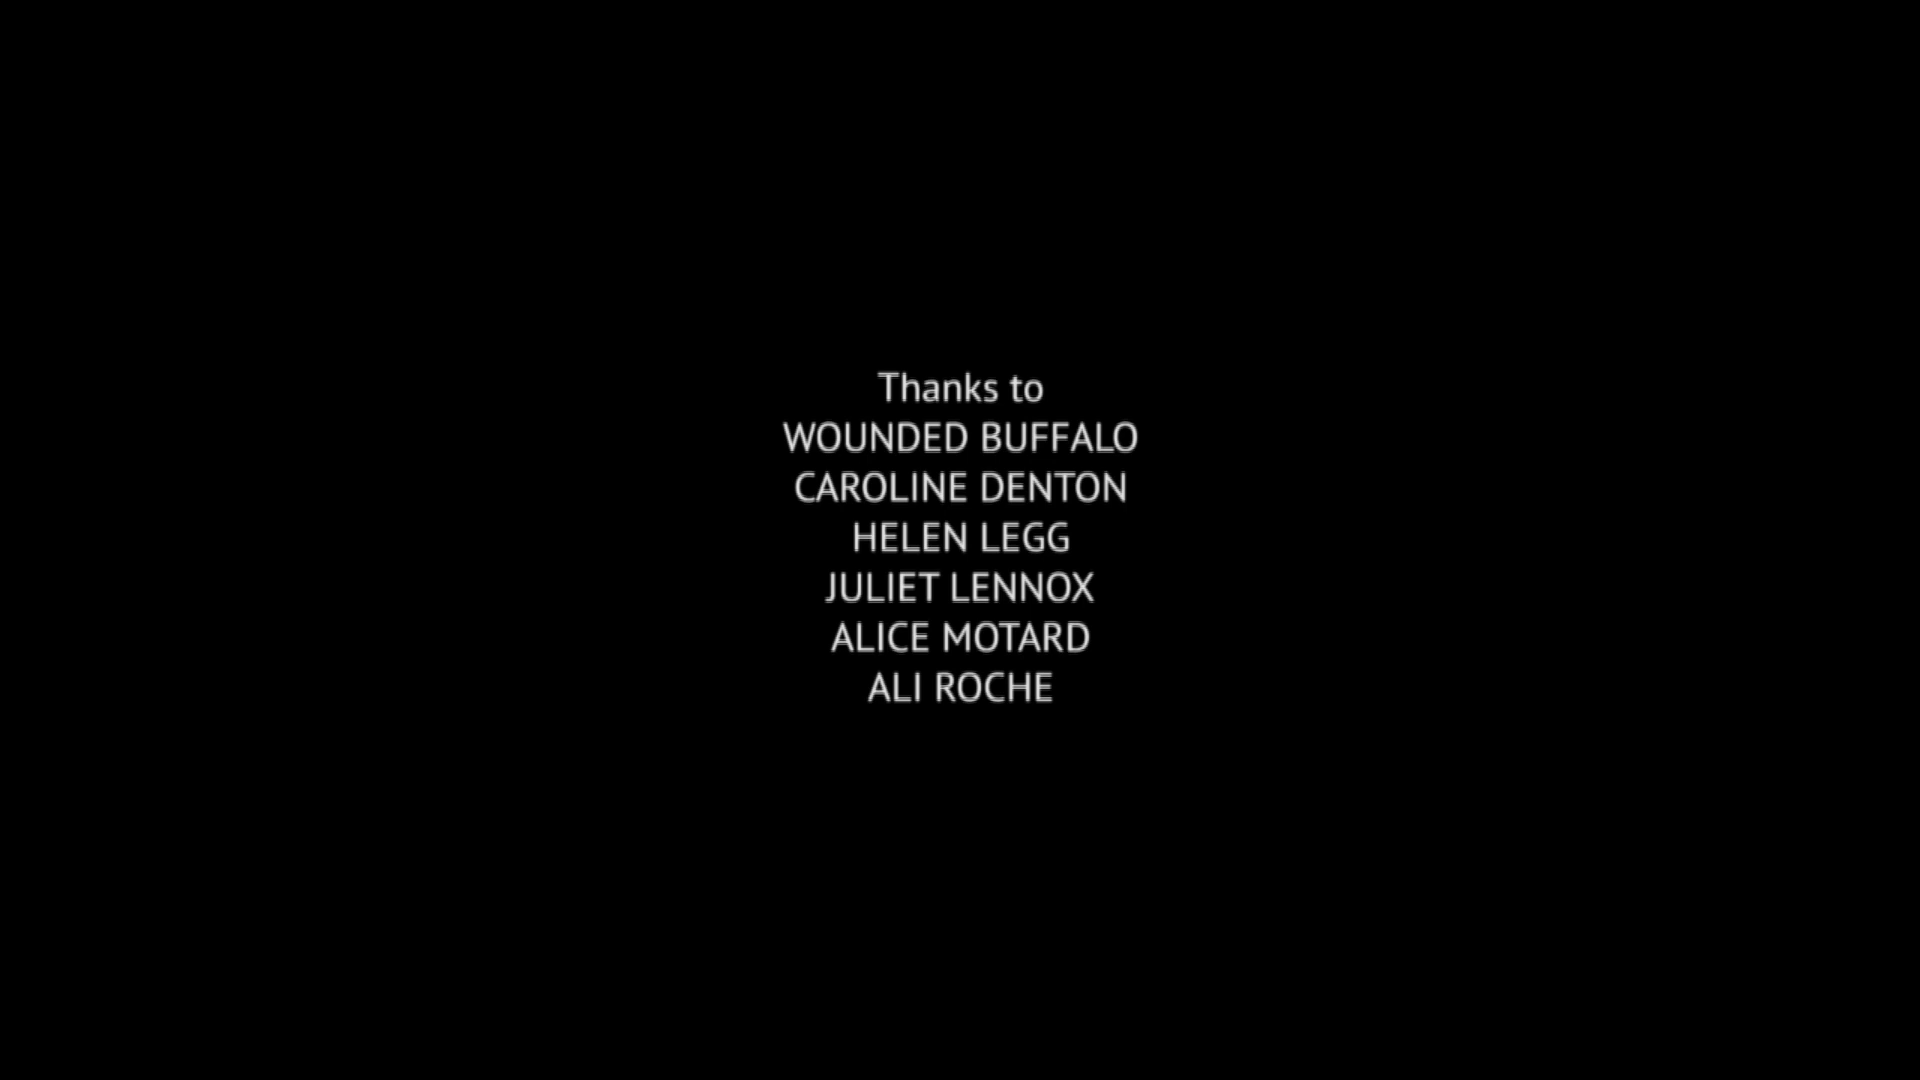 Thanks to
WOUNDED BUFFALO
CAROLINE DENTON
HELEN LEGG
JULIET LENNOX
ALICE MOTARD
ALI ROCHE